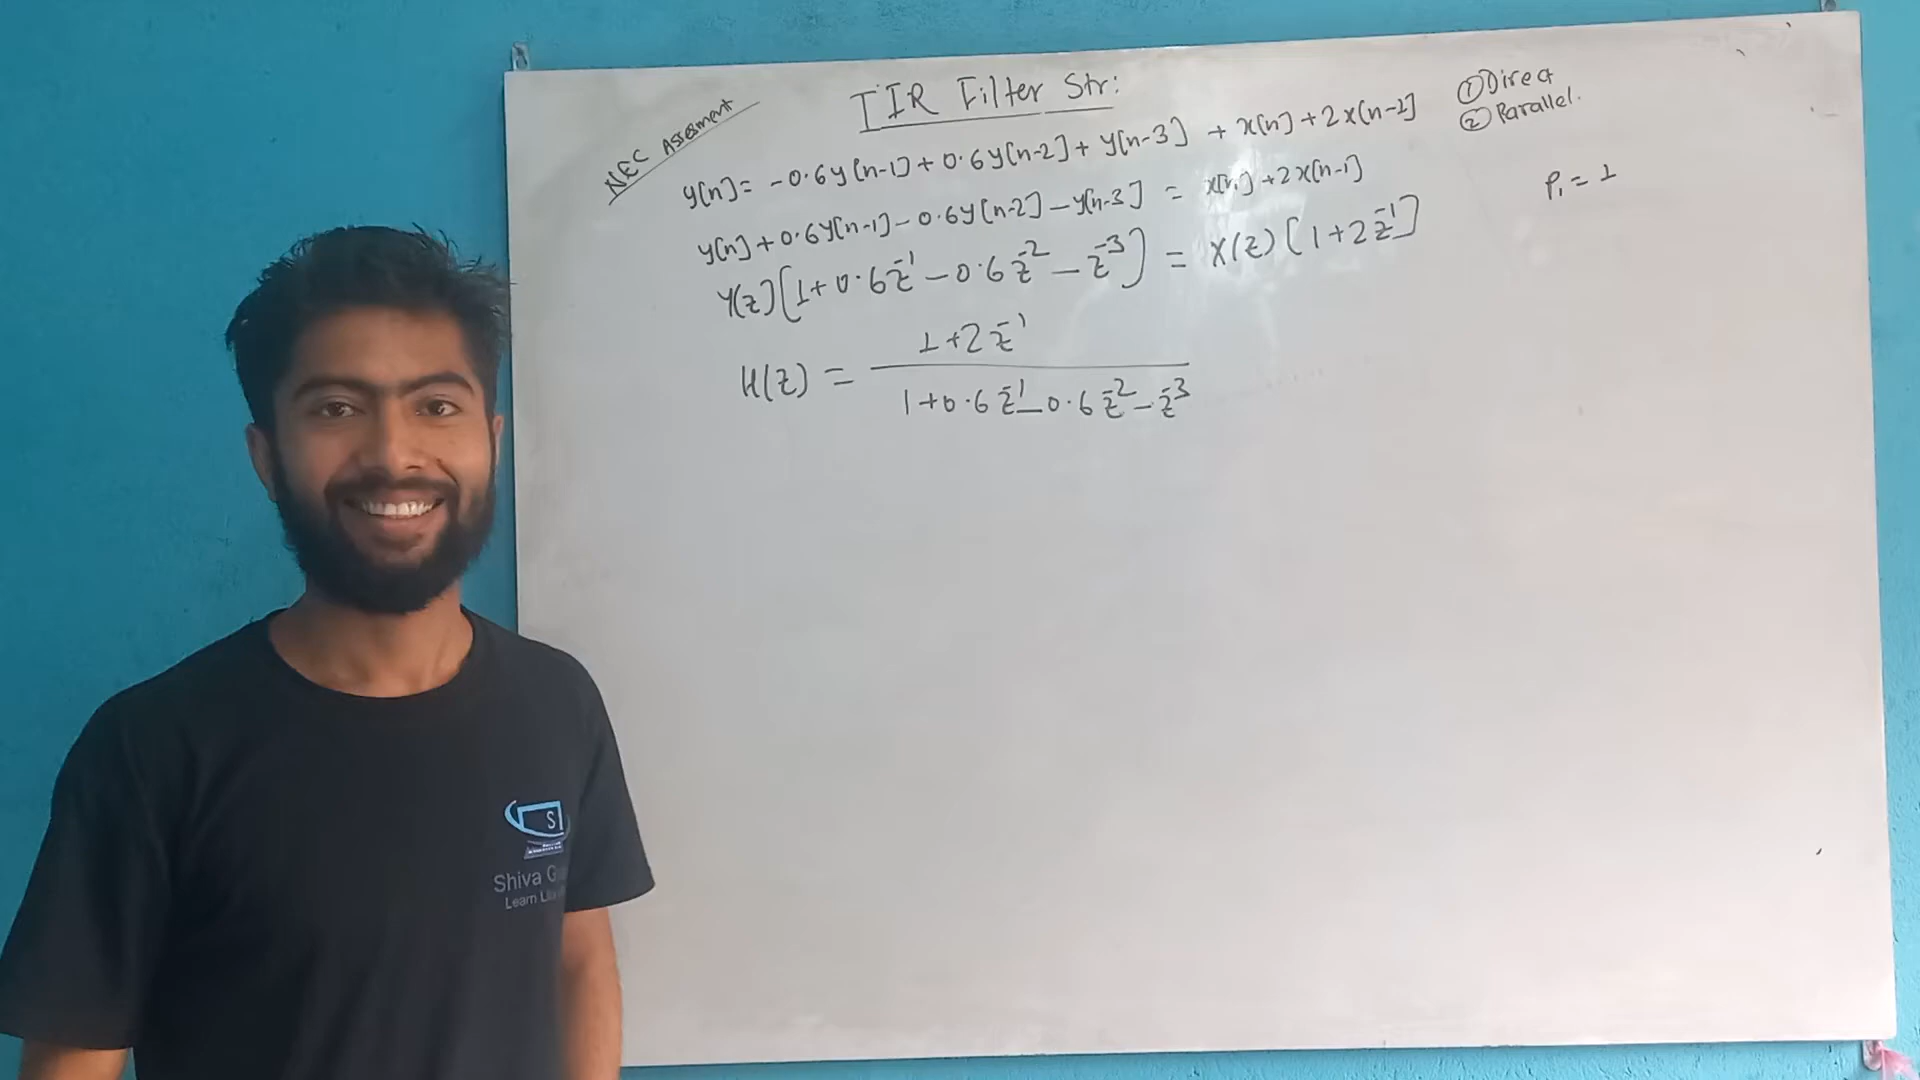 IIR Filter Str:
NEC Assesment
① Direct
② Parallel.
y[n] = -0.6y[n-1] + 0.6y[n-2] + y[n-3] + x[n] + 2x[n-2]
y[n] + 0.6y[n-1] - 0.6y[n-2] - y[n-3] = x[n] + 2x[n-1]
P₁ = 1
Y(z)[1 + 0.6z⁻¹ - 0.6z⁻² - z⁻³] = X(z)[1 + 2z⁻¹]
1 + 2z⁻¹
H(z) =
1 + 0.6z⁻¹ - 0.6z⁻² - z⁻³
S
Shiva
Learn